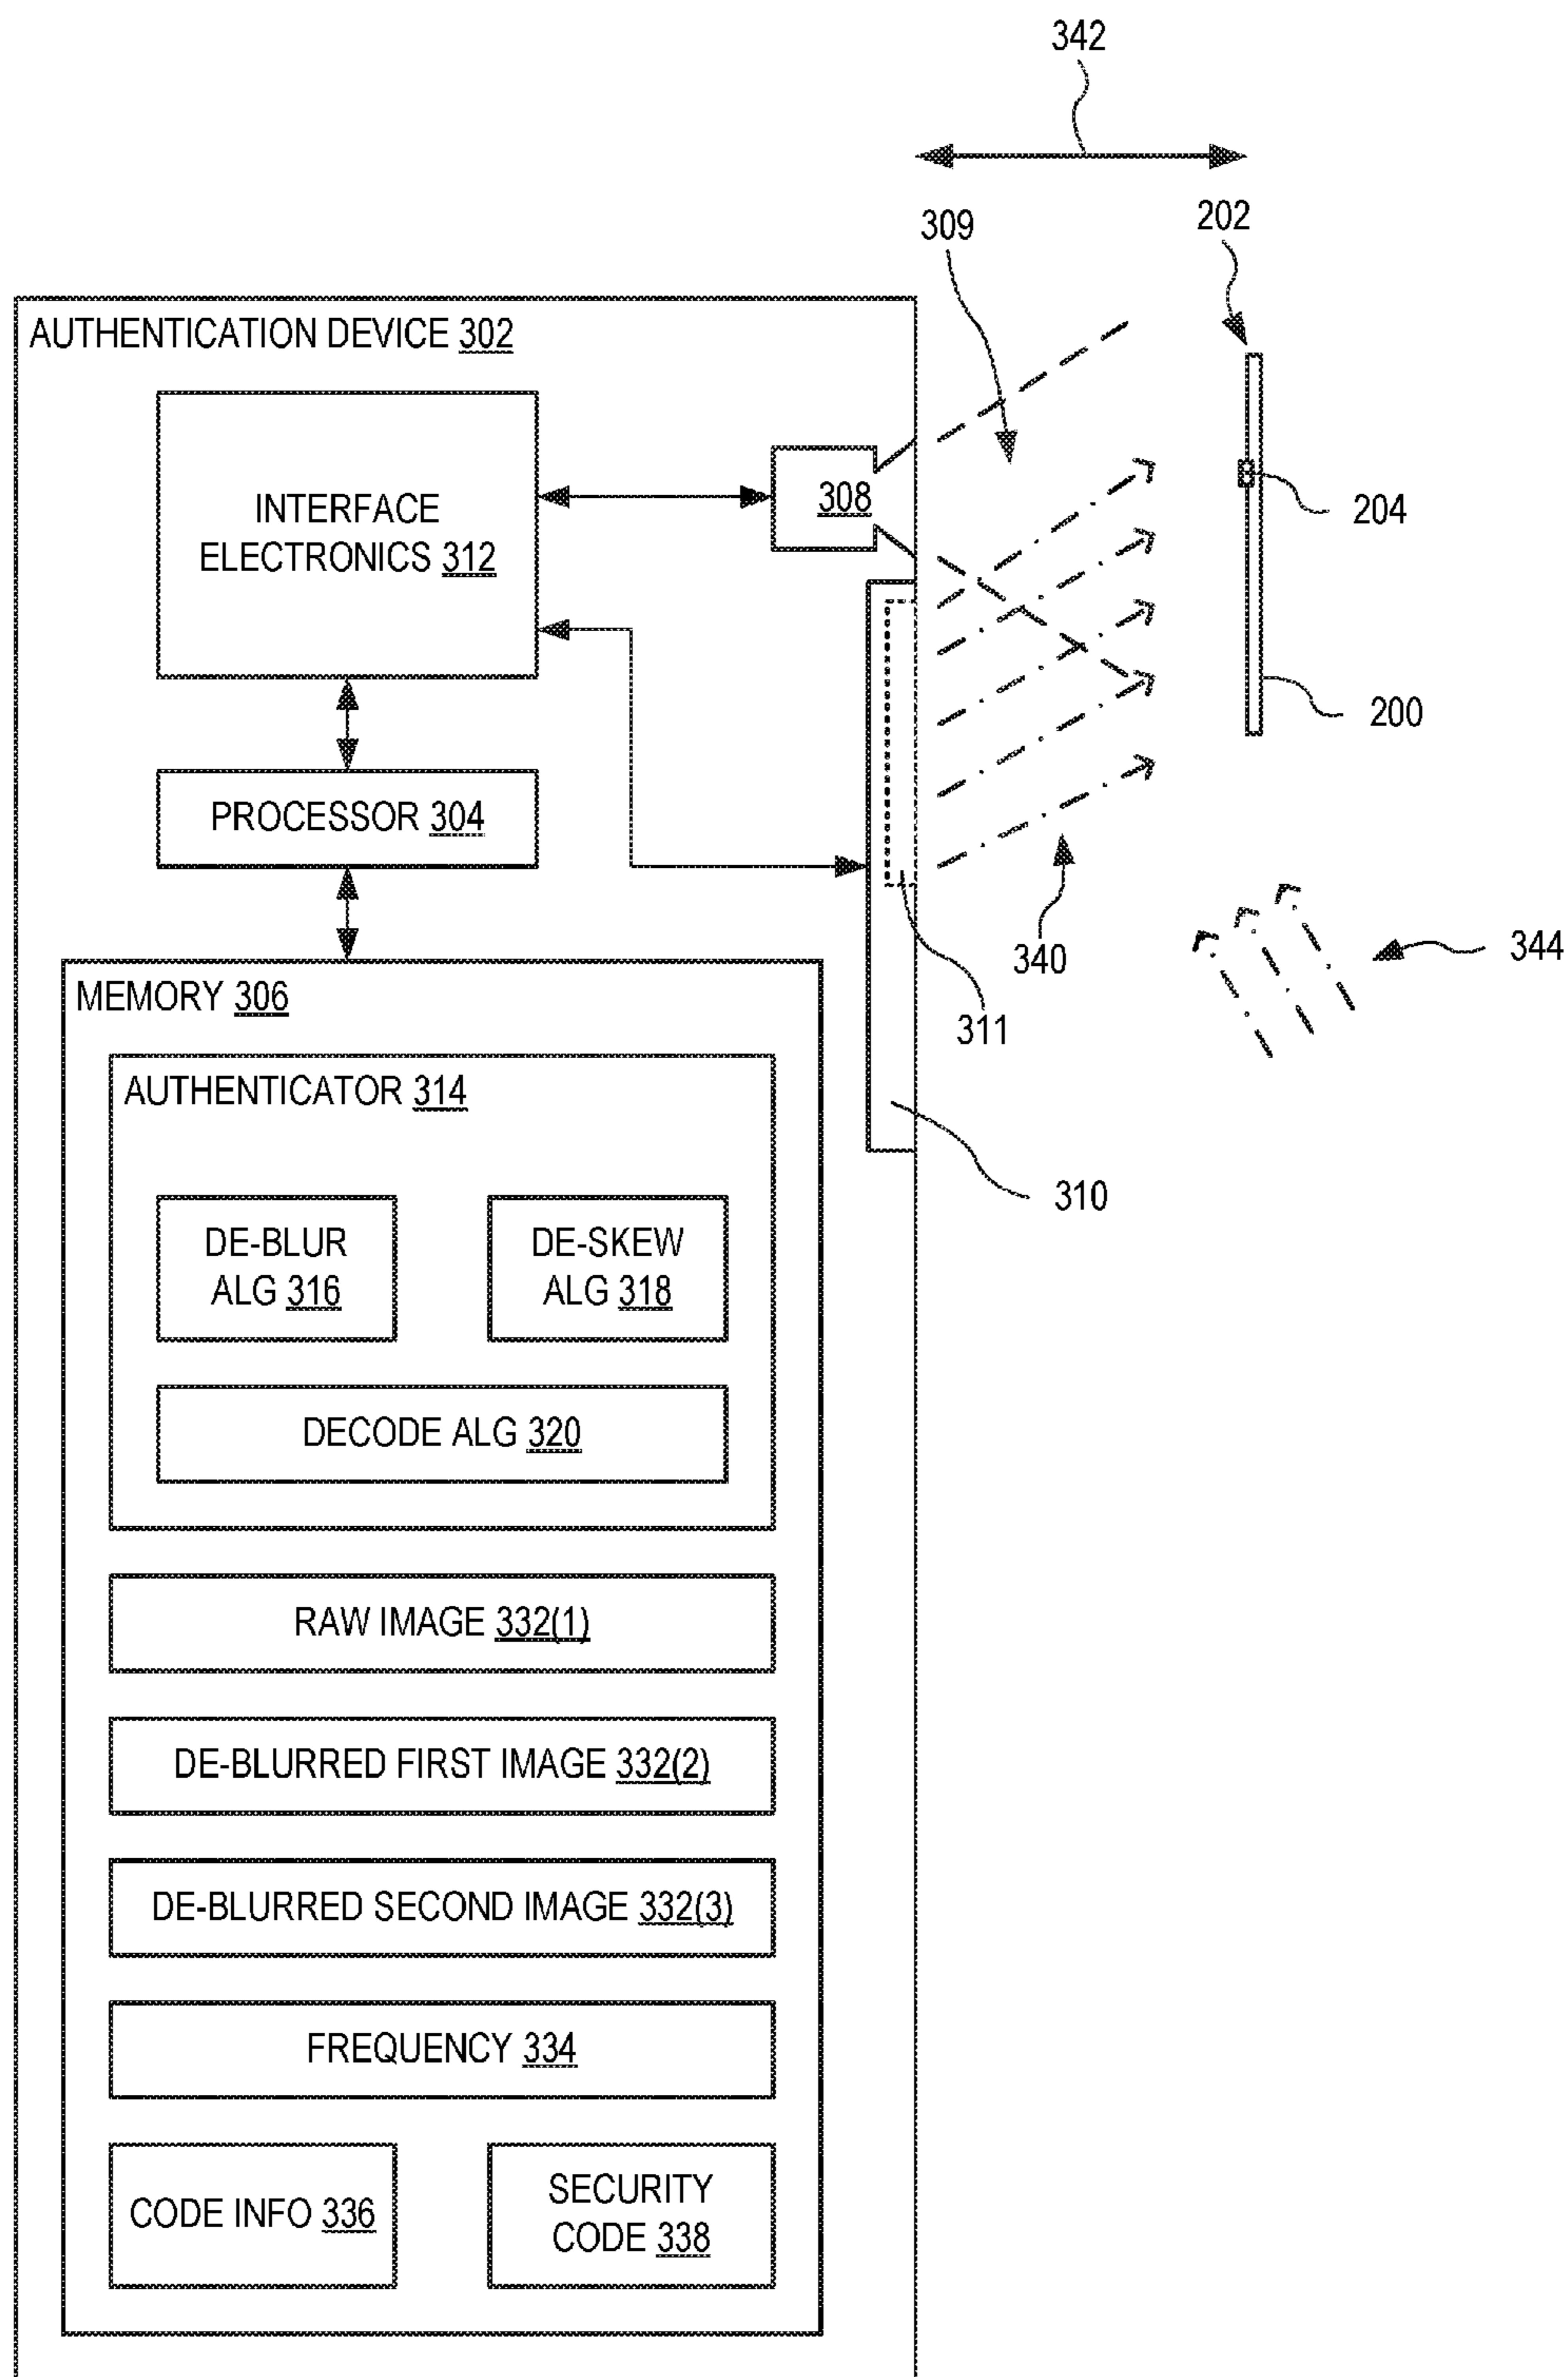 342
309
202
AUTHENTICATION DEVICE 302
INTERFACE
ELECTRONICS 312
308
204
200
PROCESSOR 304
340
344
311
MEMORY 306
AUTHENTICATOR 314
310
DE-BLUR
ALG 316
DE-SKEW
ALG 318
DECODE ALG 320
RAW IMAGE 332(1)
DE-BLURRED FIRST IMAGE 332(2)
DE-BLURRED SECOND IMAGE 332(3)
FREQUENCY 334
CODE INFO 336
SECURITY
CODE 338